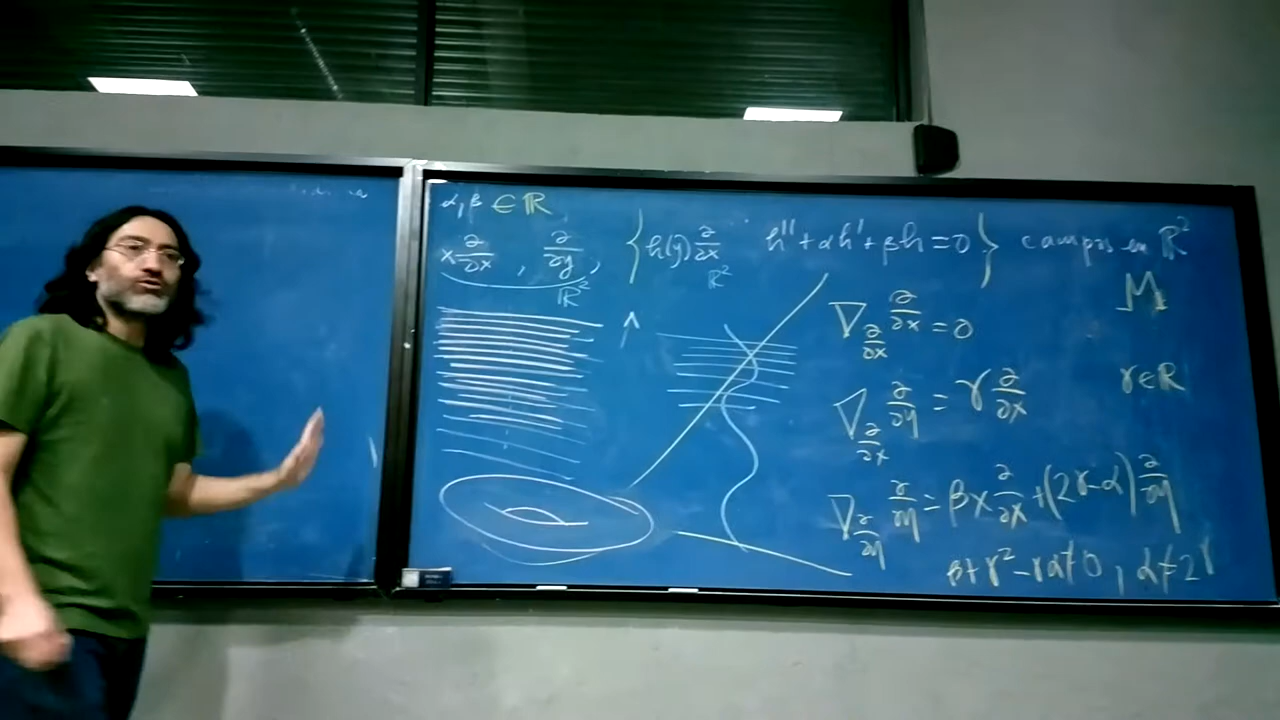 α, β ∈ ℝ
x ∂/∂x , ∂/∂y , { h(y) ∂/∂x h'' + αh' + βh = 0 } campos en ℝ²
ℝ² ℝ²
M
∇_{∂/∂x} ∂/∂x = 0
∇_{∂/∂x} ∂/∂y = γ ∂/∂x γ ∈ ℝ
∇_{∂/∂y} ∂/∂y = βx ∂/∂x + (2γ-α) ∂/∂y
β + γ² - γα ≠ 0 , α ≠ 2γ